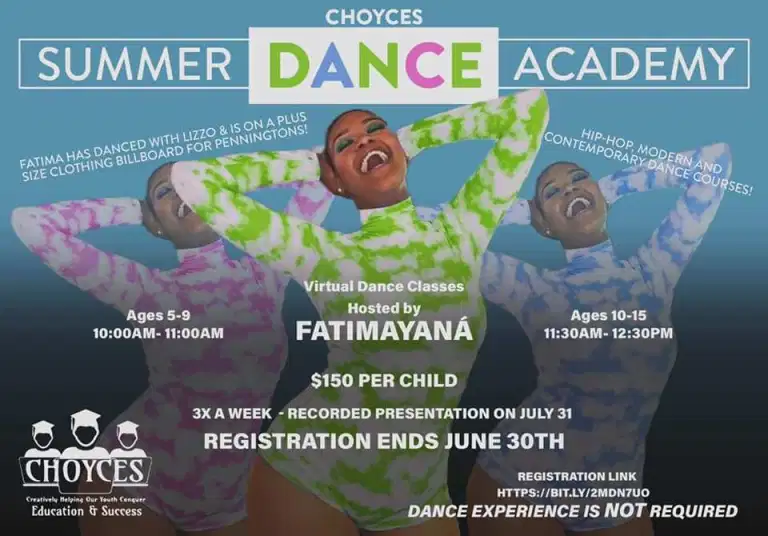 CHOYCES
SUMMER DANCE ACADEMY
FATIMA HAS DANCED WITH LIZZO & IS ON A PLUS
SIZE CLOTHING BILLBOARD FOR PENNINGTONS!
HIP-HOP, MODERN AND
CONTEMPORARY DANCE COURSES!
Virtual Dance Classes
Hosted by
FATIMAYANÁ
Ages 5-9
10:00AM- 11:00AM
Ages 10-15
11:30AM- 12:30PM
$150 PER CHILD
3X A WEEK - RECORDED PRESENTATION ON JULY 31
REGISTRATION ENDS JUNE 30TH
CHOYCES
Creatively Helping Our Youth Conquer
Education & Success
REGISTRATION LINK
HTTPS://BIT.LY/2MDN7UO
DANCE EXPERIENCE IS NOT REQUIRED